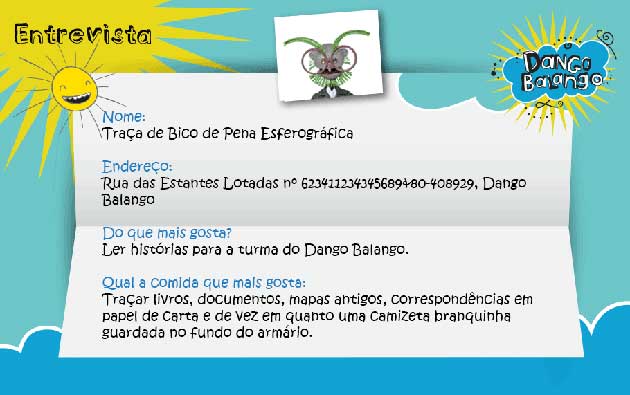 Entrevista
Dango
Balango
Nome:
Traça de Bico de Pena Esferográfica
Endereço:
Rua das Estantes Lotadas nº 623411234345689480-408929, Dango
Balango
Do que mais gosta?
Ler histórias para a turma do Dango Balango.
Qual a comida que mais gosta:
Traçar livros, documentos, mapas antigos, correspondências em
papel de carta e de vez em quanto uma camizeta branquinha
guardada no fundo do armário.